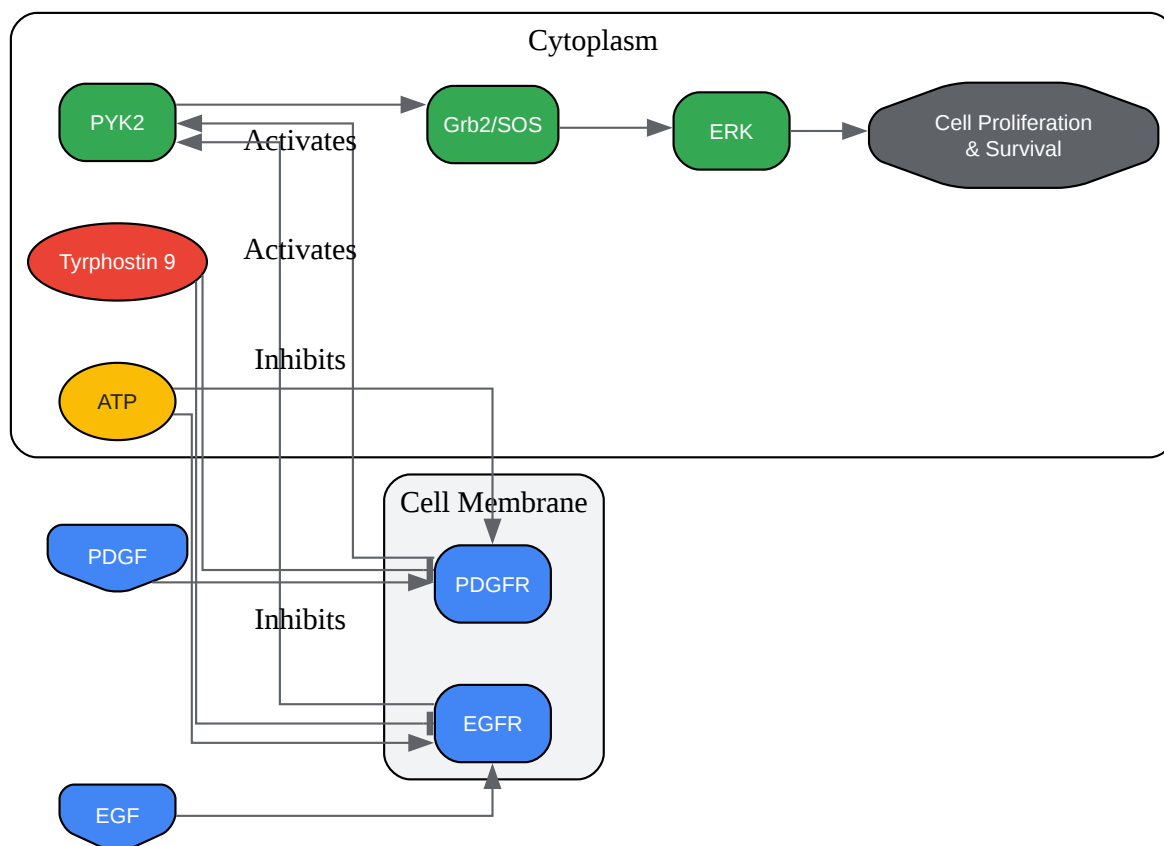 Cytoplasm
PYK2
Grb2/SOS
ERK
Cell Proliferation
& Survival
Activates
Tyrphostin 9
Activates
Inhibits
ATP
Cell Membrane
PDGF
PDGFR
Inhibits
EGFR
EGF